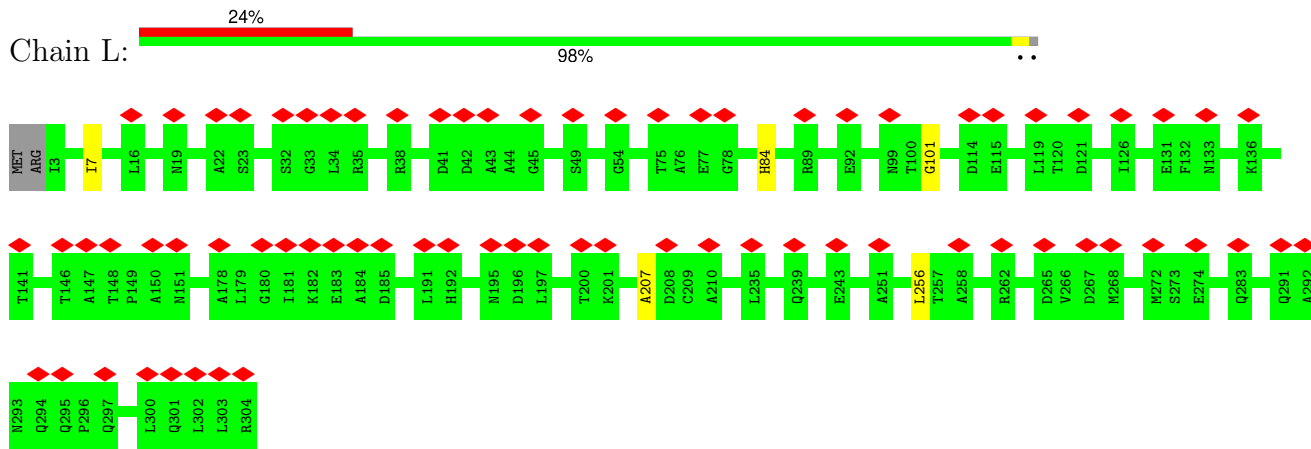 24%
Chain L:
98%
• •
MET ARG I3 I7 L16 N19 A22 S23 S32 G33 L34 R35 R38 D41 D42 A43 A44 G45 S49 G54 T75 A76 E77 G78 H84 R89 E92 N99 T100 G101 D114 E115 L119 T120 D121 I126 E131 F132 N133 K136
T141 T146 A147 T148 P149 A150 N151 A178 L179 G180 I181 K182 E183 A184 D185 L191 H192 N195 D196 L197 T200 K201 A207 D208 C209 A210 L235 Q239 E243 A251 L256 T257 A258 R262 D265 V266 D267 M268 M272 S273 E274 Q283 Q291 A292
N293 Q294 Q295 P296 Q297 L300 Q301 L302 L303 R304